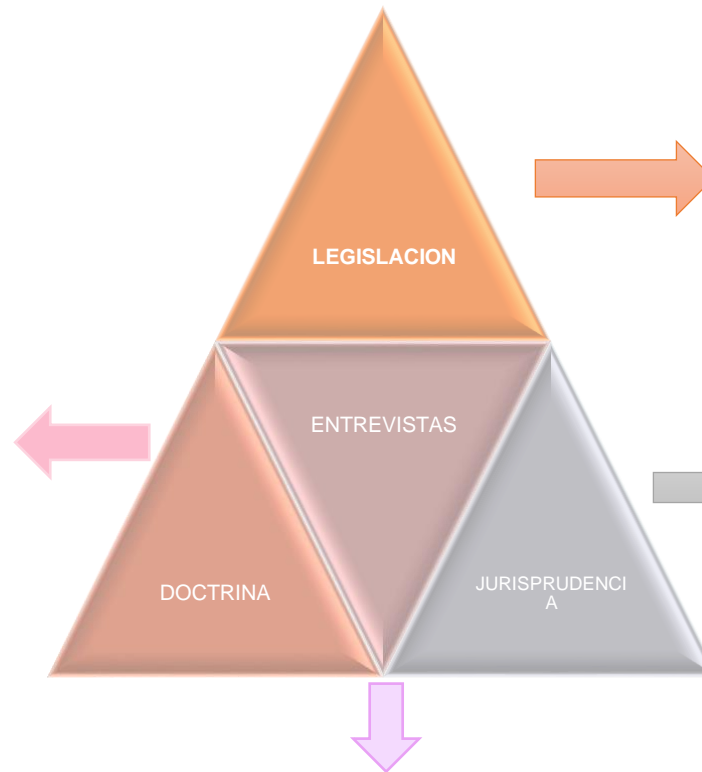 LEGISLACION
ENTREVISTAS
DOCTRINA
JURISPRUDENCI
A